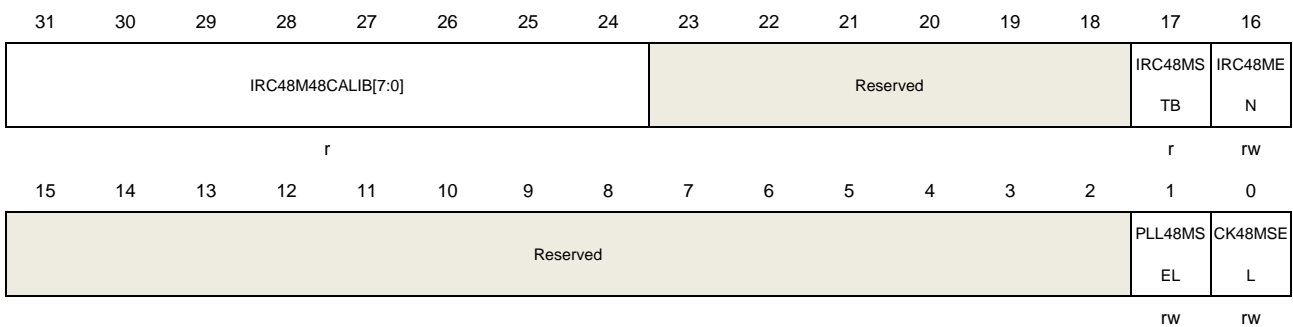 31 30 29 28 27 26 25 24 23 22 21 20 19 18 17 16
IRC48M48CALIB[7:0] Reserved IRC48MS IRC48ME
TB N
r r rw
15 14 13 12 11 10 9 8 7 6 5 4 3 2 1 0
Reserved PLL48MS CK48MSE
EL L
rw rw